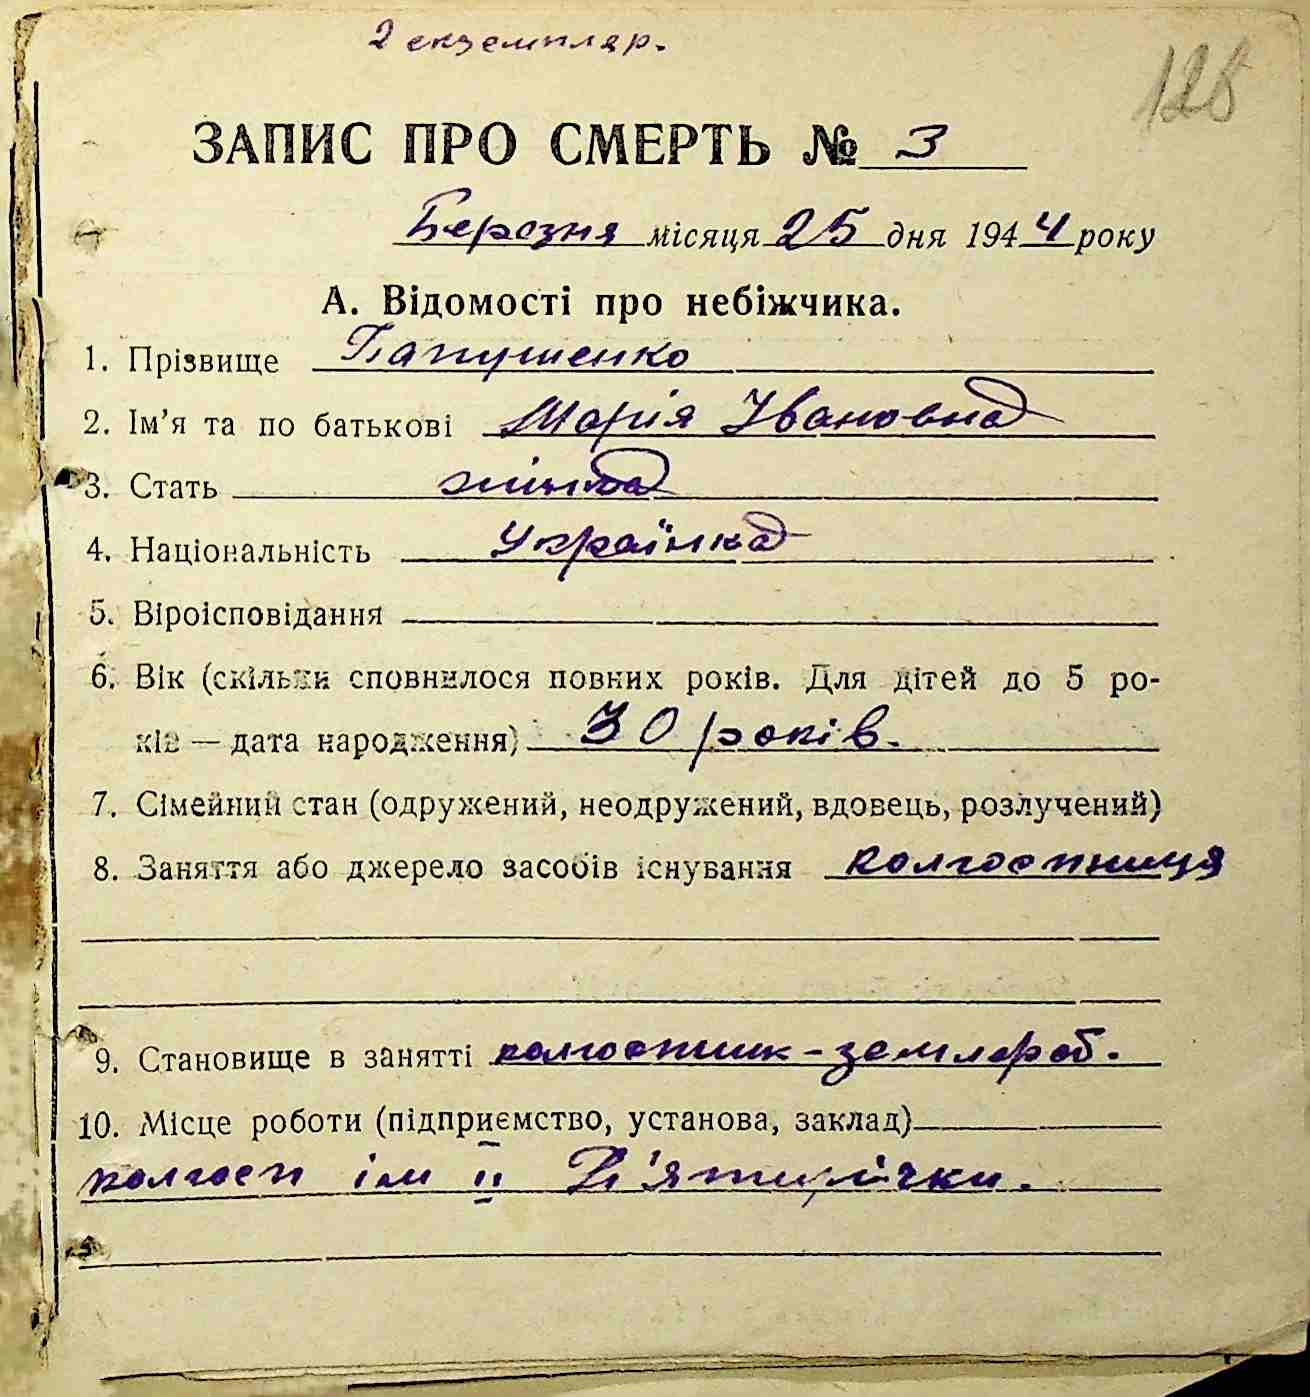 2 екземпляр.
128
ЗАПИС ПРО СМЕРТЬ № 3
Березня місяця 25 дня 1944 року
А. Відомості про небіжчика.
1. Прізвище Папушенко
2. Ім'я та по батькові Марія Івановна
3. Стать жінка
4. Національність Українка
5. Віроісповідання
6. Вік (скільки сповнилося повних років. Для дітей до 5 ро-
ків — дата народження) 30 років.
7. Сімейний стан (одружений, неодружений, вдовець, розлучений)
8. Заняття або джерело засобів існування колгоспниця
9. Становище в занятті колгоспник-землероб.
10. Місце роботи (підприємство, установа, заклад)
колгосп ім II П'ятирічки.